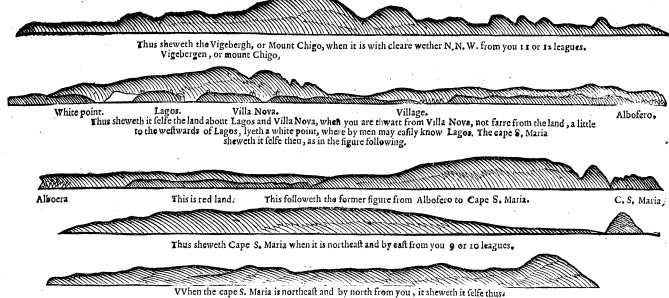 Thus sheweth the Vigebergh, or Mount Chigo, when it is with cleare wether N.N.W. from you 11 or 12 leagues.
Vigebergen, or mount Chigo,
White point. Lagos. Villa Nova. Village. Albofero.
Thus sheweth it selfe the land about Lagos and Villa Nova, when you are thwart from Villa Nova, not farre from the land, a little
to the westwards of Lagos, lyeth a white point, where by men may easily know Lagos. The cape S. Maria
sheweth it selfe then, as in the figure following.
Alboera This is red land. This followeth the former figure from Albofero to Cape S. Maria. C. S. Maria,
Thus sheweth Cape S. Maria when it is northeast and by east from you 9 or 10 leagues.
VVhen the cape S. Maria is northeast and by north from you, it sheweth it selfe thus.